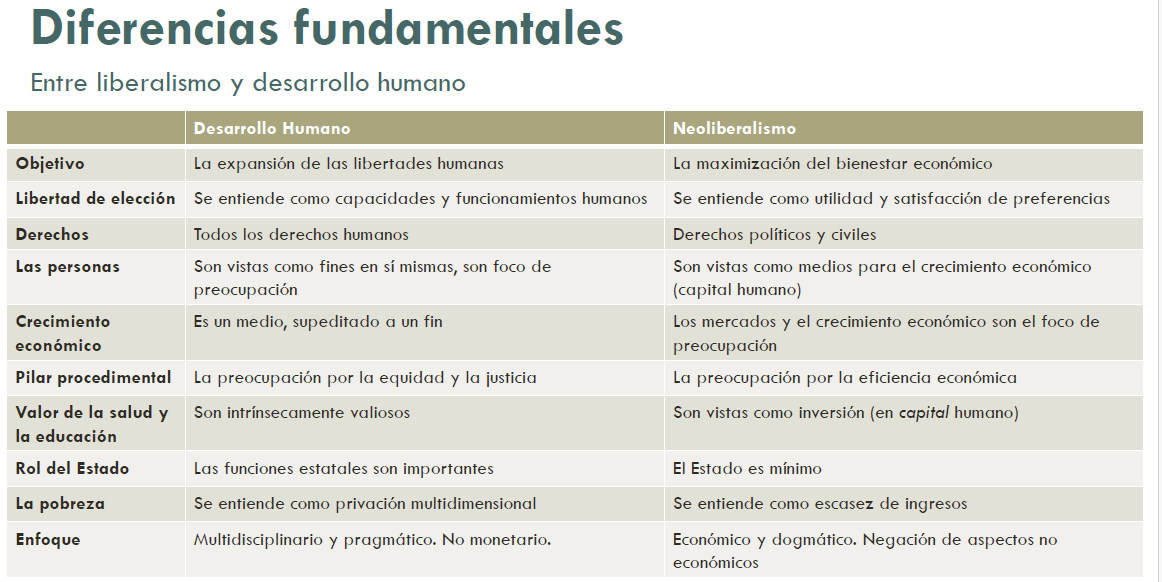 Diferencias fundamentales
Entre liberalismo y desarrollo humano
Desarrollo Humano
Neoliberalismo
Objetivo
La expansión de las libertades humanas
La maximización del bienestar económico
Libertad de elección
Se entiende como capacidades y funcionamientos humanos
Se entiende como utilidad y satisfacción de preferencias
Derechos
Todos los derechos humanos
Derechos políticos y civiles
Las personas
Son vistas como fines en sí mismas, son foco de
preocupación
Son vistas como medios para el crecimiento económico
(capital humano)
Crecimiento
económico
Es un medio, supeditado a un fin
Los mercados y el crecimiento económico son el foco de
preocupación
Pilar procedimental
La preocupación por la equidad y la justicia
La preocupación por la eficiencia económica
Valor de la salud y
la educación
Son intrínsecamente valiosos
Son vistas como inversión (en capital humano)
Rol del Estado
Las funciones estatales son importantes
El Estado es mínimo
La pobreza
Se entiende como privación multidimensional
Se entiende como escasez de ingresos
Enfoque
Multidisciplinario y pragmático. No monetario.
Económico y dogmático. Negación de aspectos no
económicos